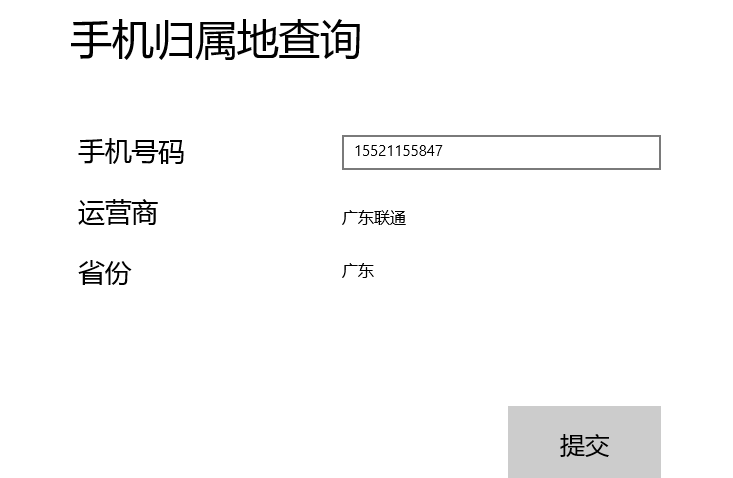 手机归属地查询
手机号码 15521155847
运营商 广东联通
省份 广东
提交